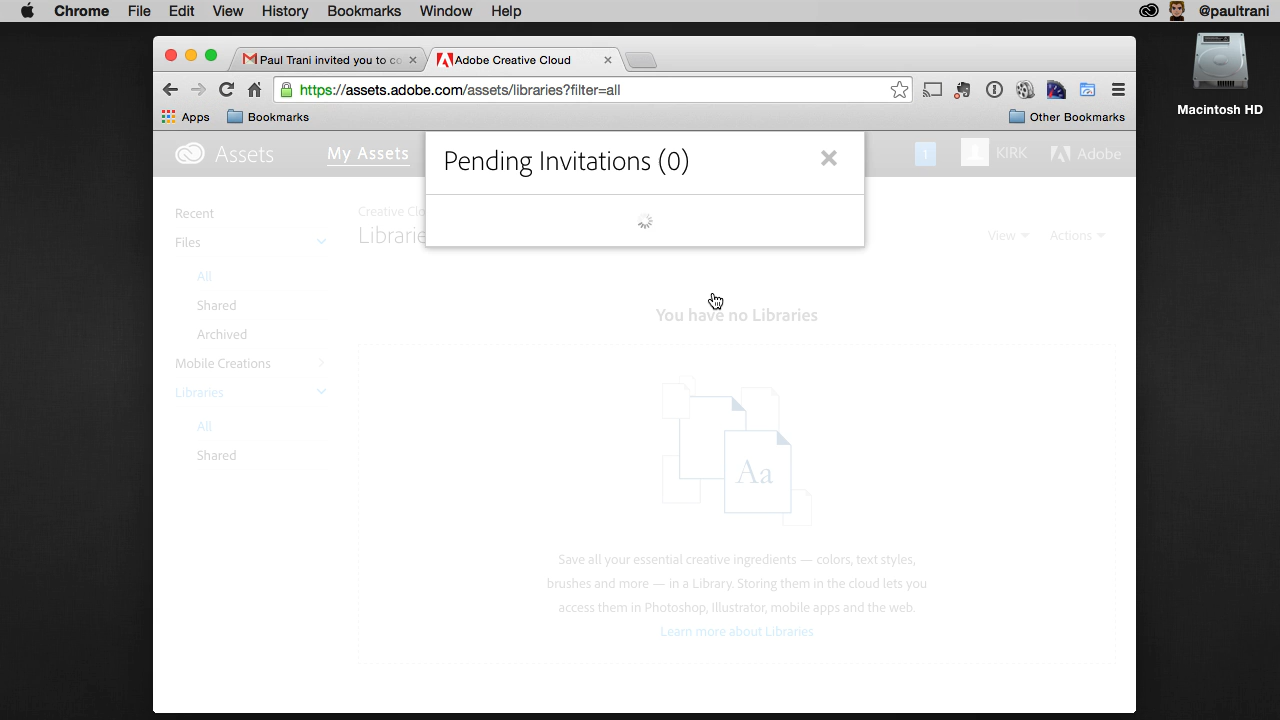 Chrome File Edit View History Bookmarks Window Help @paultrani
Paul Trani invited you to co
Adobe Creative Cloud
https://assets.adobe.com/assets/libraries?filter=all
Apps Bookmarks Other Bookmarks
Macintosh HD
Assets My Assets 1 KIRK Adobe
Pending Invitations (0)
Recent
Files
All
Shared
Archived
Mobile Creations
Libraries
All
Shared
Creative Clo
Librarie
View Actions
You have no Libraries
Aa
Save all your essential creative ingredients — colors, text styles,
brushes and more — in a Library. Storing them in the cloud lets you
access them in Photoshop, Illustrator, mobile apps and the web.
Learn more about Libraries